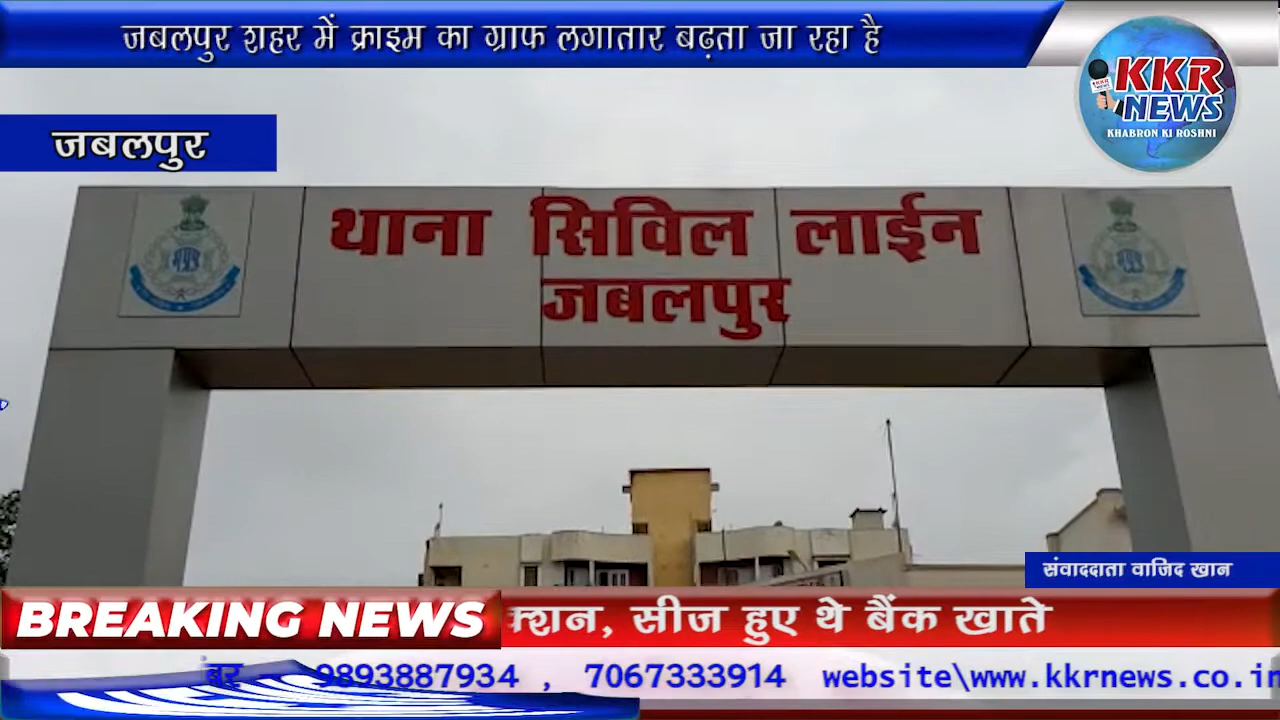 जबलपुर शहर में क्राइम का ग्राफ लगातार बढ़ता जा रहा है
KKR
NEWS
KHABRON KI ROSHNI
जबलपुर
थाना सिविल लाईन
जबलपुर
संवाददाता वाजिद खान
BREAKING NEWS
क्शन, सीज हुए थे बैंक खाते
9893887934 , 7067333914 website\www.kkrnews.co.in